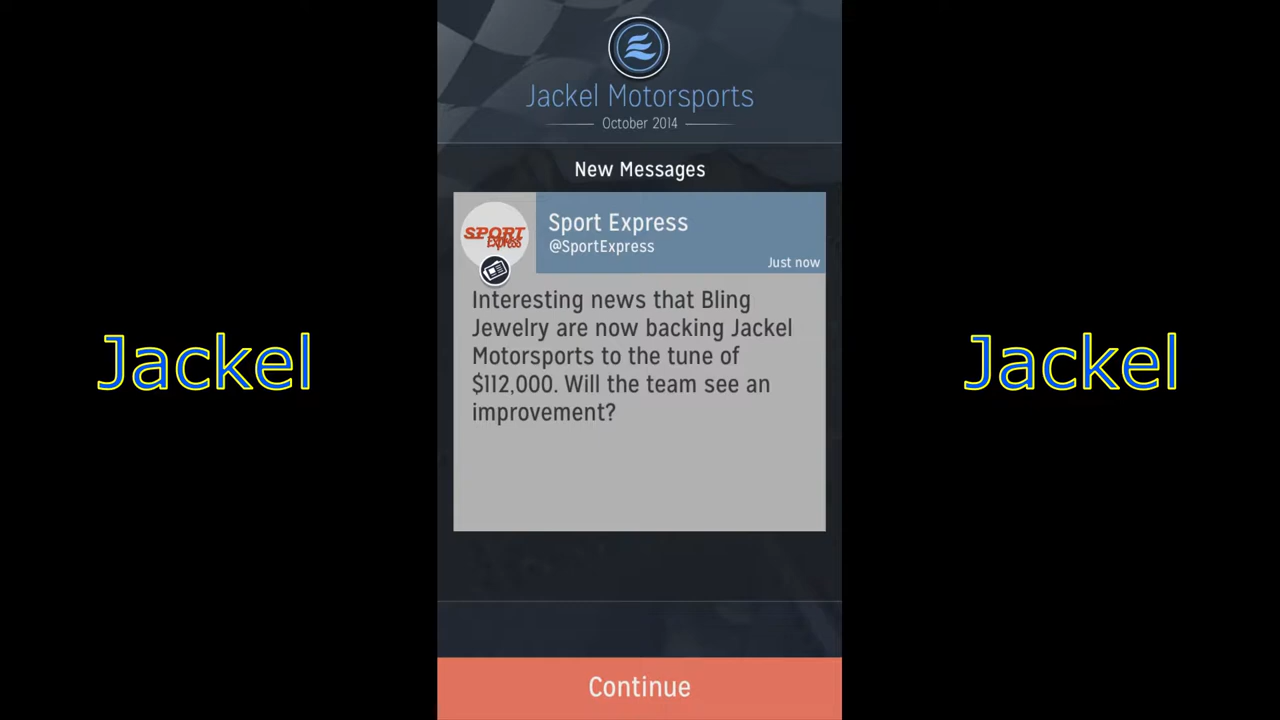 Jackel Motorsports
October 2014
New Messages
SPORT
Express
Sport Express
@SportExpress
Just now
Interesting news that Bling
Jewelry are now backing Jackel
Motorsports to the tune of
$112,000. Will the team see an
improvement?
Jackel
Jackel
Continue